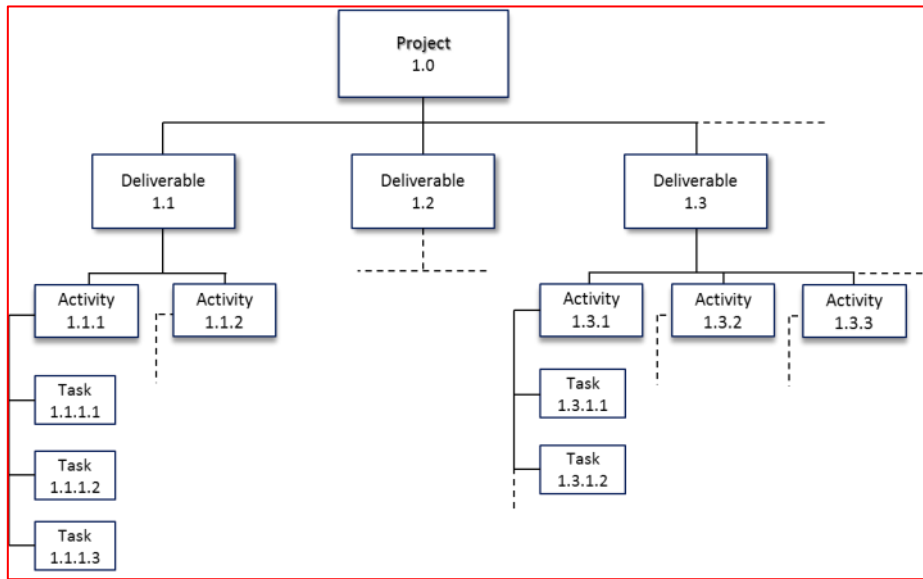 Project
1.0
Deliverable
1.1
Deliverable
1.2
Deliverable
1.3
Activity
1.1.1
Activity
1.1.2
Activity
1.3.1
Activity
1.3.2
Activity
1.3.3
Task
1.1.1.1
Task
1.3.1.1
Task
1.1.1.2
Task
1.3.1.2
Task
1.1.1.3